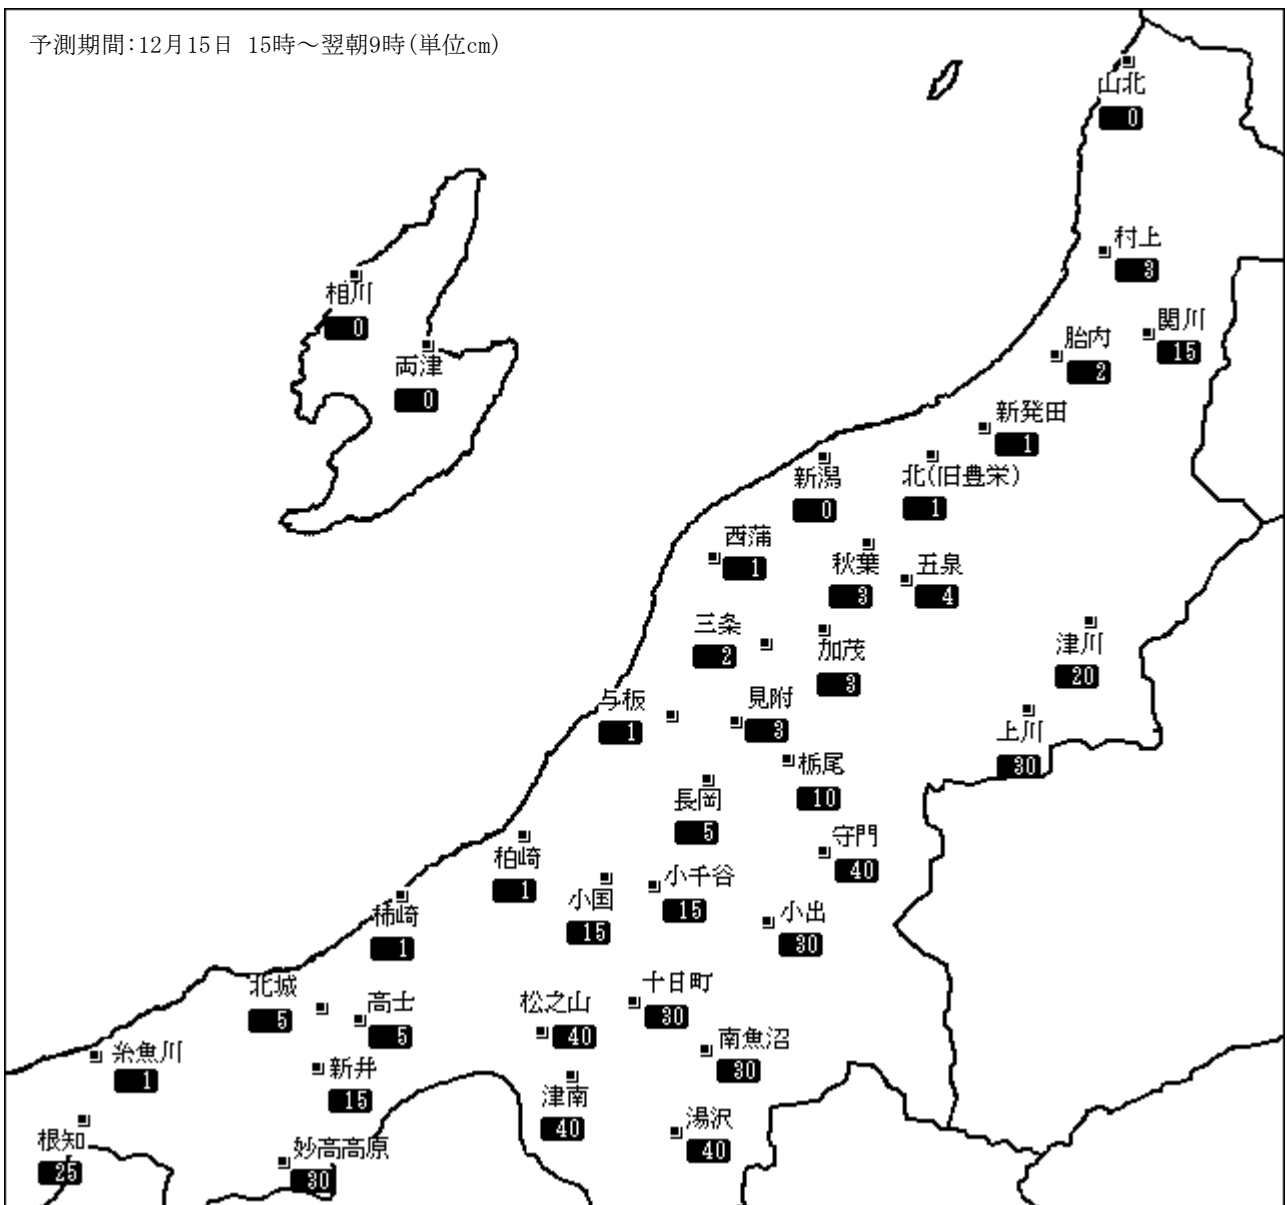 予測期間:12月15日 15時～翌朝9時(単位cm)
山北
0
村上
3
相川
0
関川
15
胎内
2
両津
0
新発田
1
新潟
0
北(旧豊栄)
1
西蒲
1
秋葉
3
五泉
4
三条
2
加茂
3
津川
20
与板
1
見附
3
上川
30
栃尾
10
長岡
5
守門
40
柏崎
1
小国
15
小千谷
15
柿崎
1
小出
30
北城
5
高士
5
松之山
40
十日町
30
南魚沼
30
糸魚川
1
新井
15
津南
40
湯沢
40
根知
25
妙高高原
30